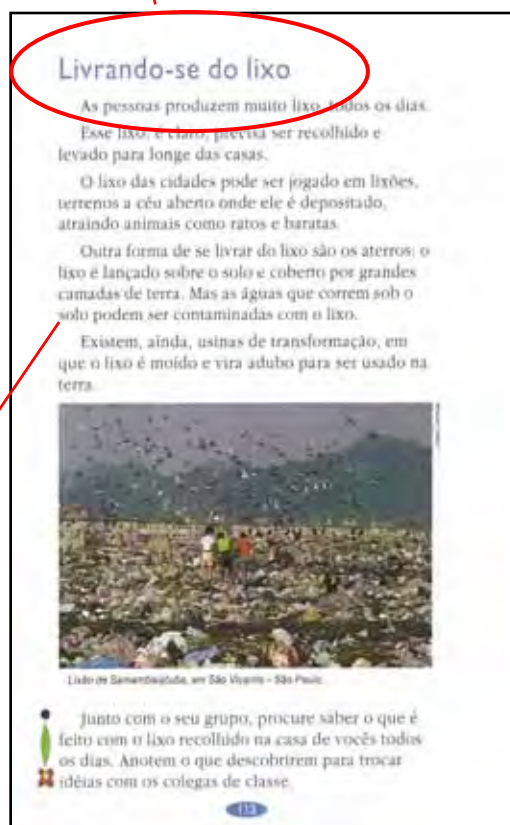 Livrando-se do lixo
As pessoas produzem muito lixo, todos os dias.
Esse lixo, é claro, precisa ser recolhido e
levado para longe das casas.
O lixo das cidades pode ser jogado em lixões,
terrenos a céu aberto onde ele é depositado,
atraindo animais como ratos e baratas.
Outra forma de se livrar do lixo são os aterros: o
lixo é lançado sobre o solo e coberto por grandes
camadas de terra. Mas as águas que correm sob o
solo podem ser contaminadas com o lixo.
Existem, ainda, usinas de transformação, em
que o lixo é moído e vira adubo para ser usado na
terra.
Lixão de Sambaiatuba, em São Vicente - São Paulo.
Junto com o seu grupo, procure saber o que é
feito com o lixo recolhido na casa de vocês todos
os dias. Anotem o que descobrirem para trocar
idéias com os colegas de classe.
113